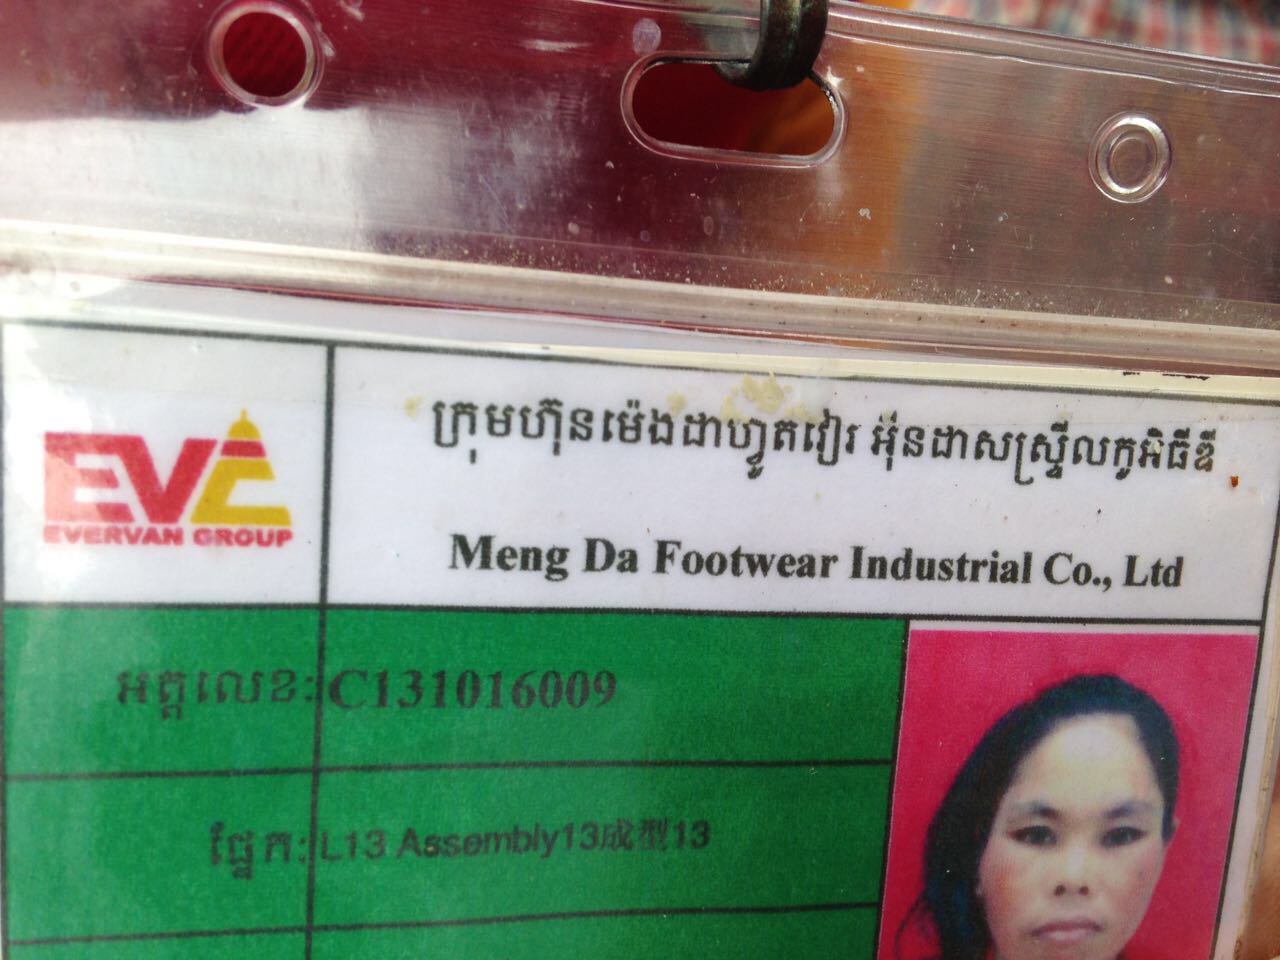 ក្រុមហ៊ុនម៉េងដាហ្វូតវៀរ អ៊ីនដាសស្ទ្រីលកូអិធីឌី
EVC
EVERVAN GROUP
Meng Da Footwear Industrial Co., Ltd
អត្តលេខ: C131016009
ផ្នែក: L13 Assembly13成型13